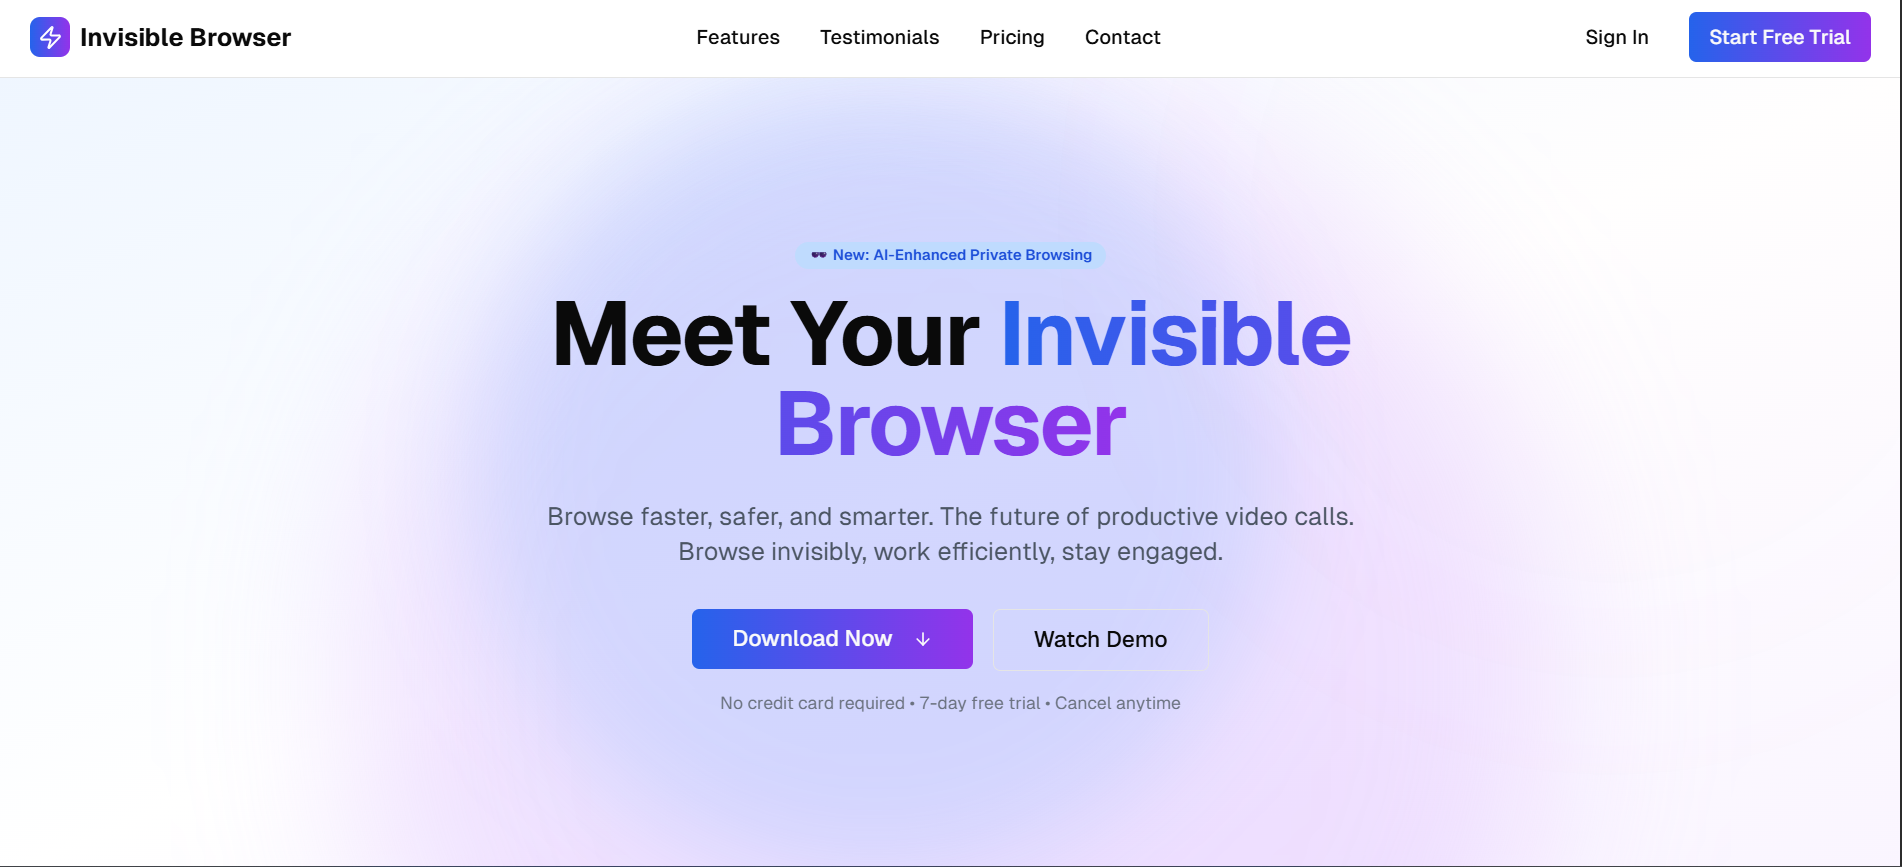 Invisible Browser
Features
Testimonials
Pricing
Contact
Sign In
Start Free Trial
🕶️ New: AI-Enhanced Private Browsing
Meet Your Invisible
Browser
Browse faster, safer, and smarter. The future of productive video calls.
Browse invisibly, work efficiently, stay engaged.
Download Now ↓
Watch Demo
No credit card required • 7-day free trial • Cancel anytime